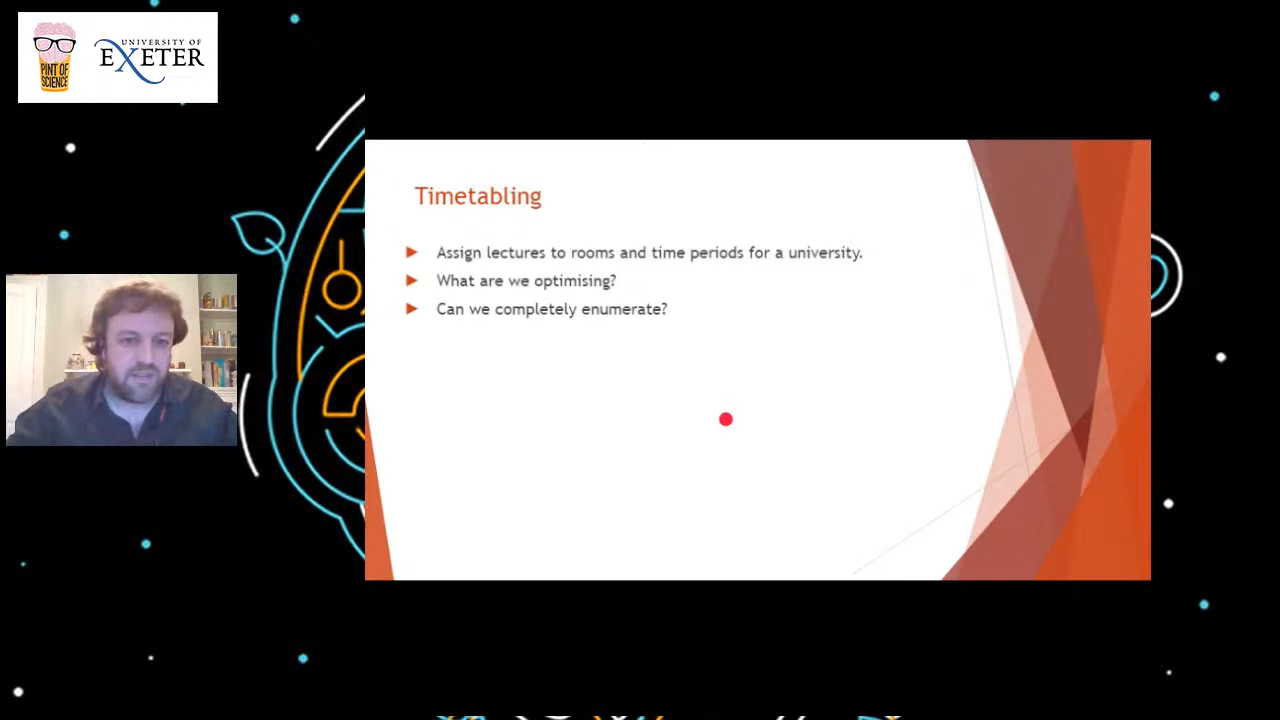 PINT OF
SCIENCE
UNIVERSITY OF
EXETER
Timetabling
Assign lectures to rooms and time periods for a university.
What are we optimising?
Can we completely enumerate?